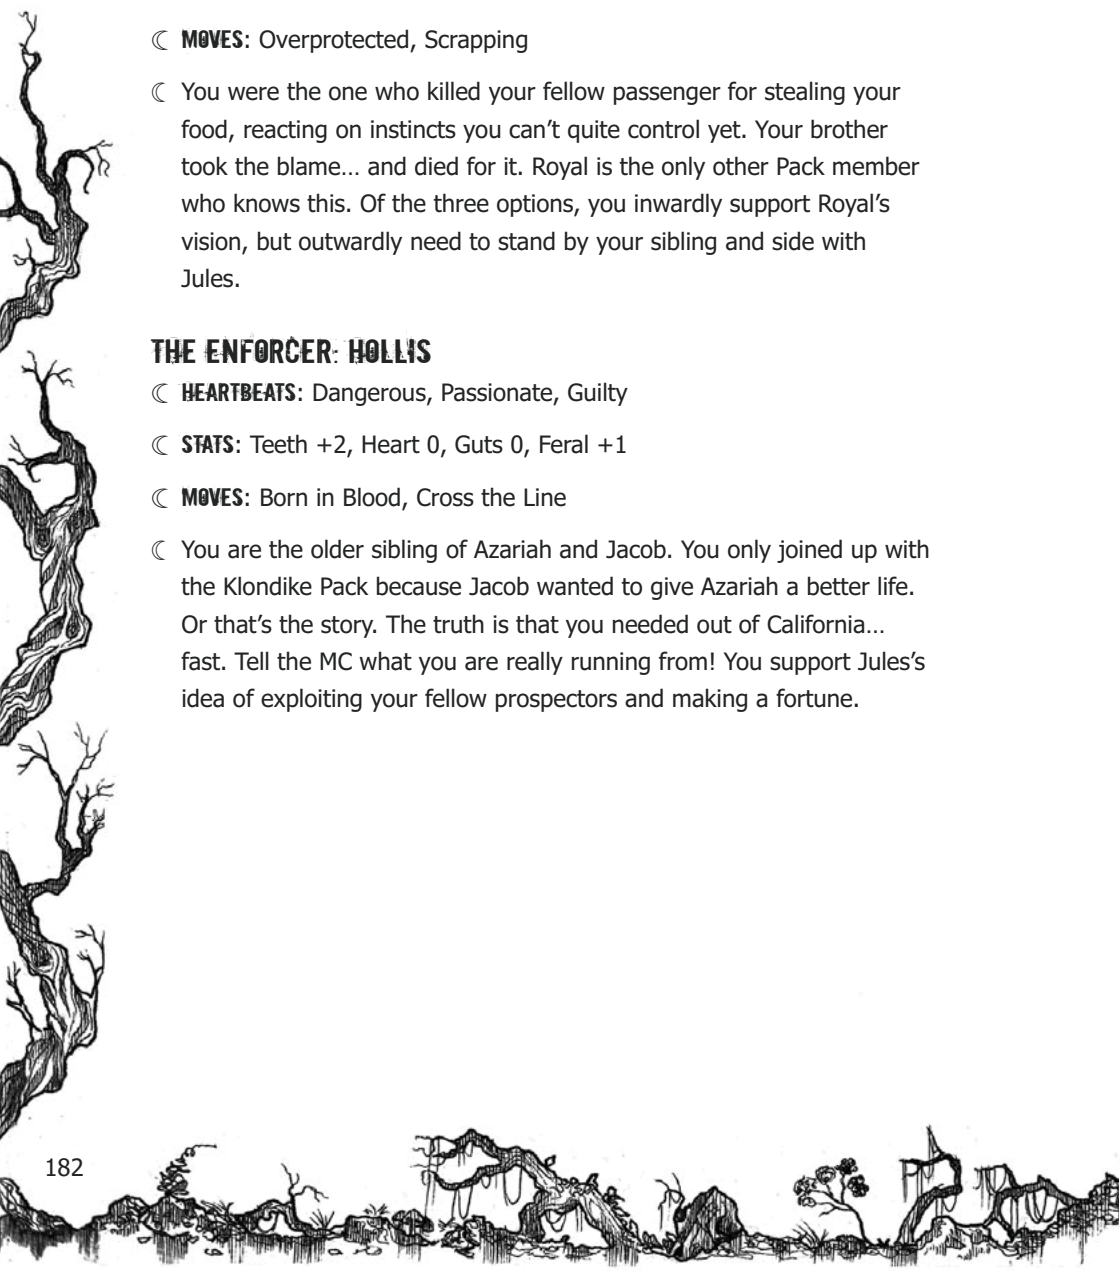 ☾ MOVES: Overprotected, Scrapping
☾ You were the one who killed your fellow passenger for stealing your
food, reacting on instincts you can’t quite control yet. Your brother
took the blame… and died for it. Royal is the only other Pack member
who knows this. Of the three options, you inwardly support Royal’s
vision, but outwardly need to stand by your sibling and side with
Jules.
THE ENFORCER: HOLLIS
☾ HEARTBEATS: Dangerous, Passionate, Guilty
☾ STATS: Teeth +2, Heart 0, Guts 0, Feral +1
☾ MOVES: Born in Blood, Cross the Line
☾ You are the older sibling of Azariah and Jacob. You only joined up with
the Klondike Pack because Jacob wanted to give Azariah a better life.
Or that’s the story. The truth is that you needed out of California…
fast. Tell the MC what you are really running from! You support Jules’s
idea of exploiting your fellow prospectors and making a fortune.
182